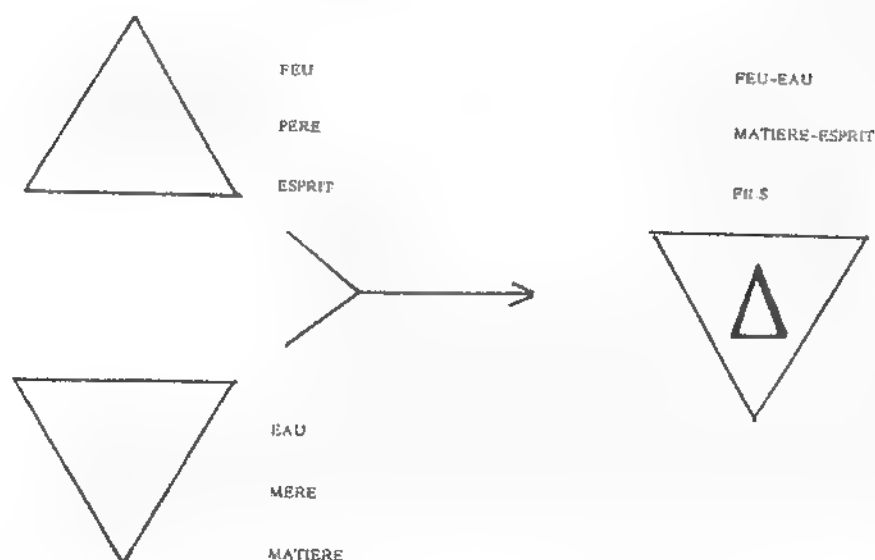 FEU
PERE
ESPRIT
EAU
MERE
MATIERE
FEU-EAU
MATIERE-ESPRIT
FILS